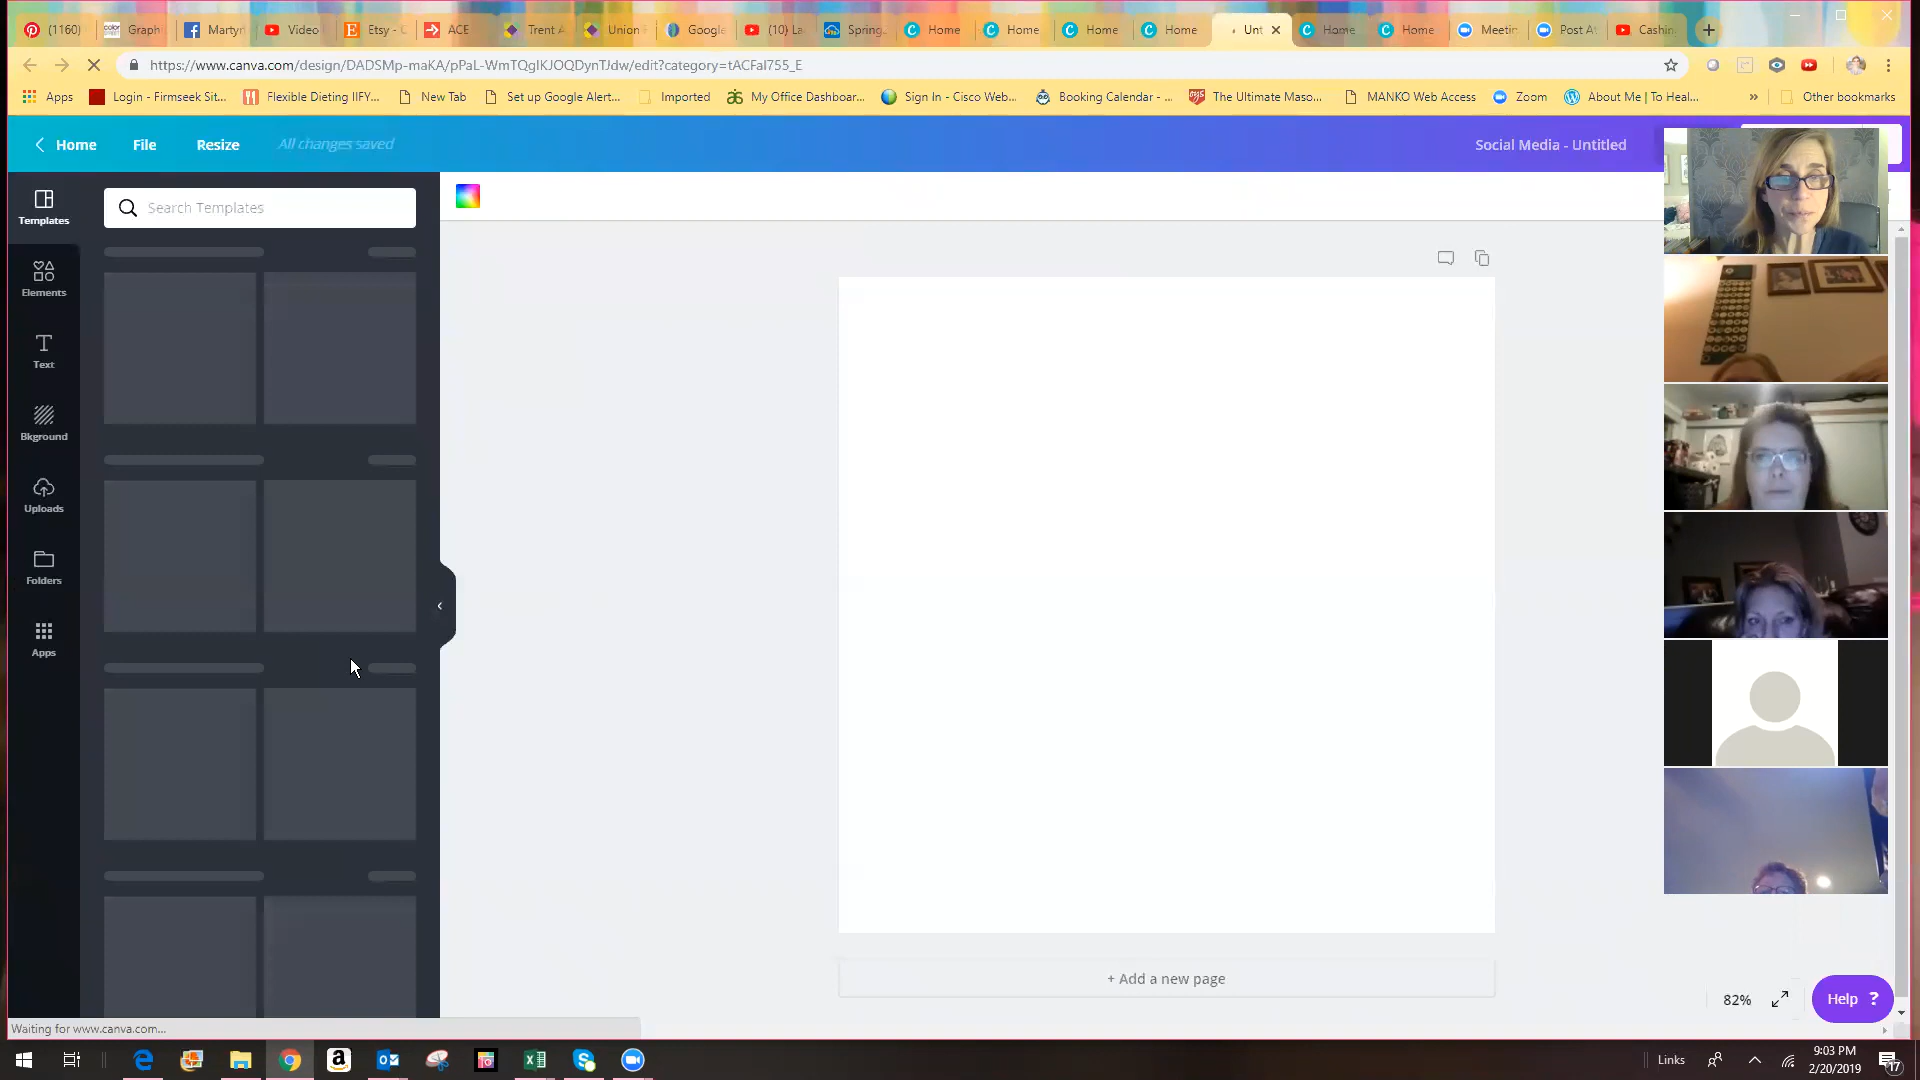 (1160)
Graph
Martyn
Video
Etsy - C
ACE
Trent A
Union
Google
(10) La
Spring
Home
Home
Home
Home
Unt
Home
Home
Meetin
Post At
Cashin
https://www.canva.com/design/DADSMp-maKA/pPaL-WmTQgIKJOQDynTJdw/edit?category=tACFaI755_E
Apps
Login - Firmseek Sit...
Flexible Dieting IIFY...
New Tab
Set up Google Alert...
Imported
My Office Dashboar...
Sign In - Cisco Web...
Booking Calendar - ...
The Ultimate Maso...
MANKO Web Access
Zoom
About Me | To Heal...
»
Other bookmarks
Home
File
Resize
All changes saved
Social Media - Untitled
Templates
Search Templates
Elements
Text
Bkground
Uploads
Folders
Apps
+ Add a new page
82%
Help ?
Waiting for www.canva.com...
Links
9:03 PM
2/20/2019
17